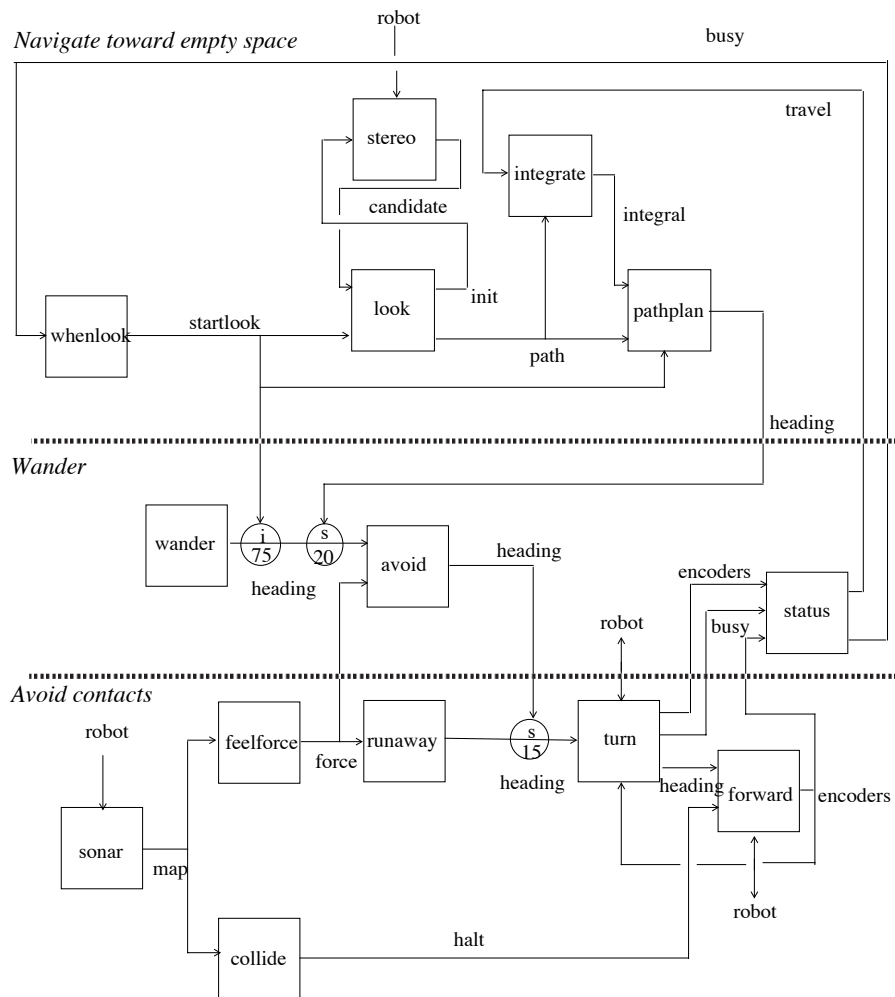 robot
Navigate toward empty space
busy
stereo
travel
integrate
candidate
integral
look
init
pathplan
whenlook
startlook
path
heading
Wander
i
75
s
20
wander
avoid
heading
heading
encoders
status
busy
robot
Avoid contacts
robot
feelforce
runaway
force
s
15
heading
turn
heading
forward
encoders
sonar
map
robot
halt
collide